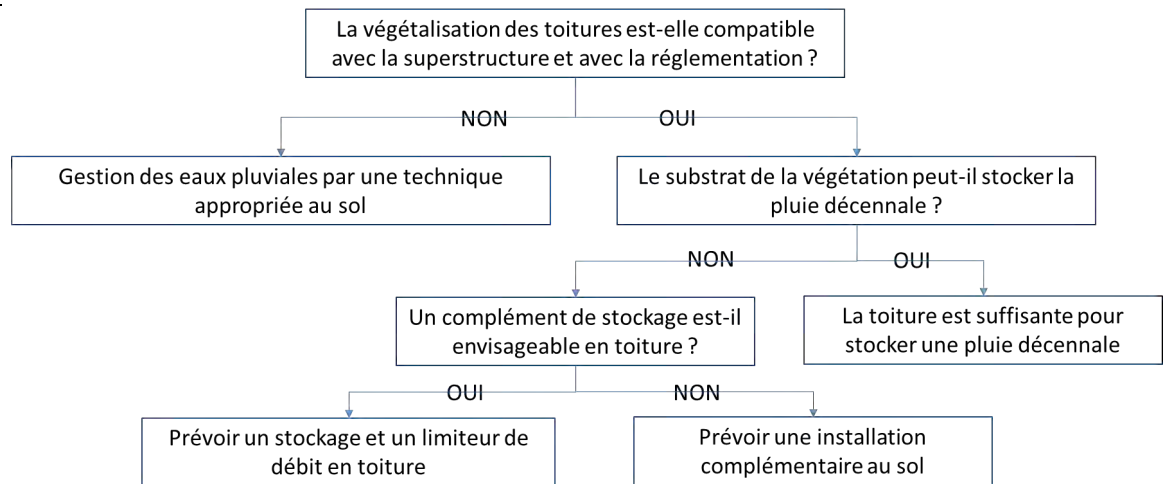 La végétalisation des toitures est-elle compatible
avec la superstructure et avec la réglementation ?
NON
OUI
Gestion des eaux pluviales par une technique
appropriée au sol
Le substrat de la végétation peut-il stocker la
pluie décennale ?
NON
OUI
Un complément de stockage est-il
envisageable en toiture ?
La toiture est suffisante pour
stocker une pluie décennale
OUI
NON
Prévoir un stockage et un limiteur de
débit en toiture
Prévoir une installation
complémentaire au sol